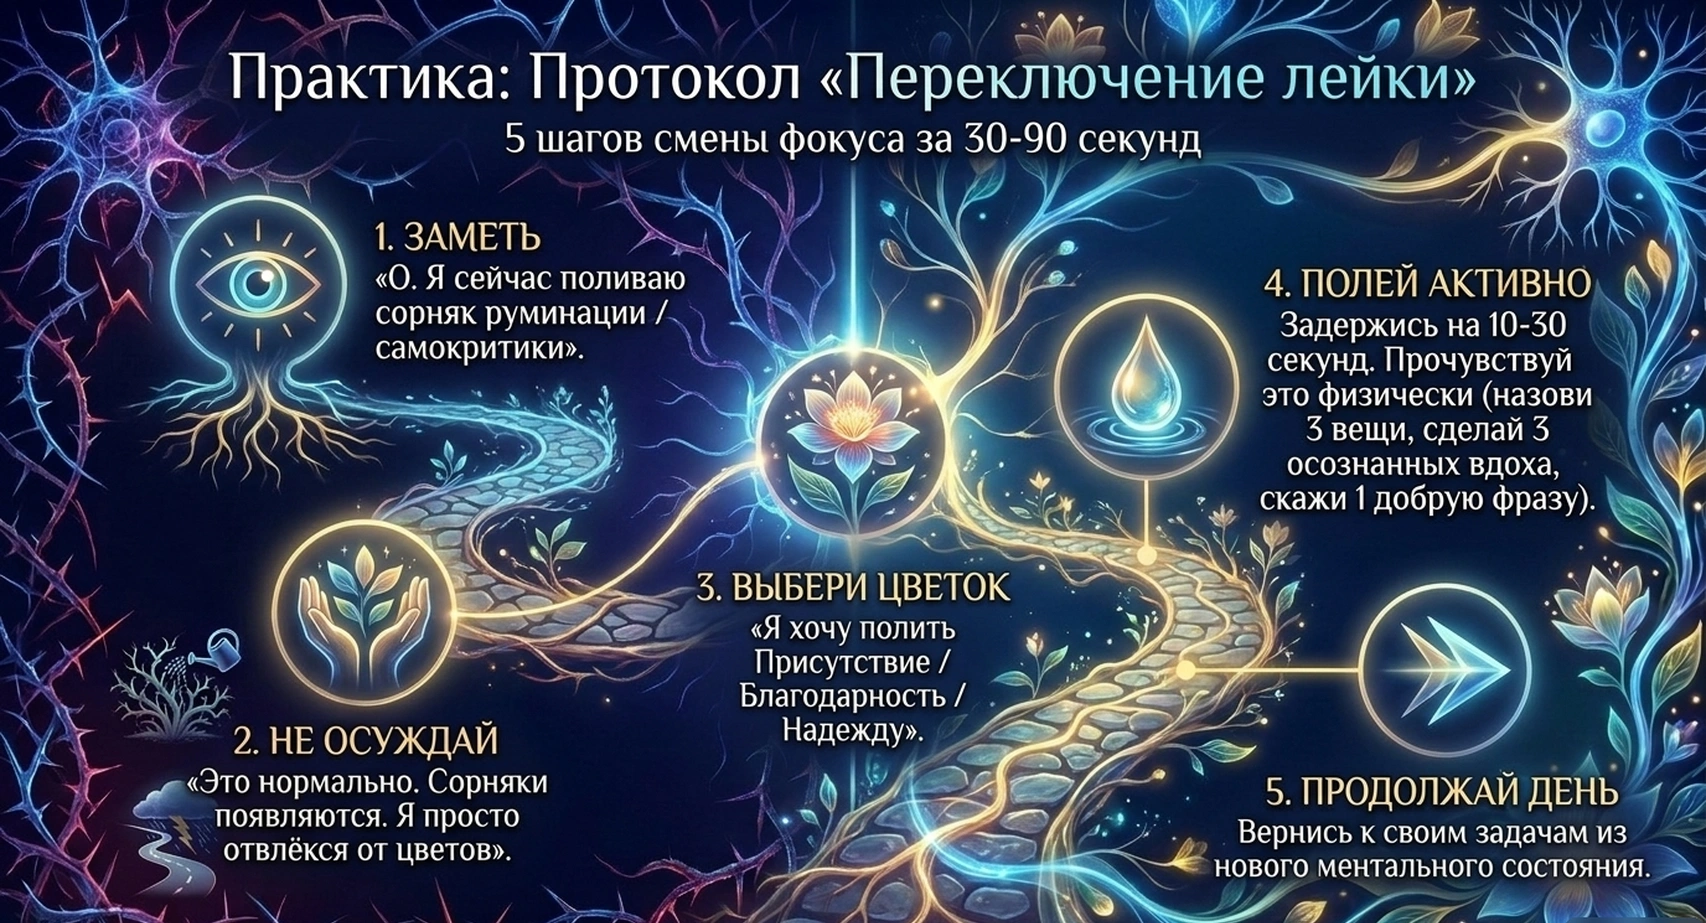 Практика: Протокол «Переключение лейки»
5 шагов смены фокуса за 30-90 секунд
1. ЗАМЕТЬ
«О. Я сейчас поливаю
сорняк руминации /
самокритики».
2. НЕ ОСУЖДАЙ
«Это нормально. Сорняки
появляются. Я просто
отвлёкся от цветов».
3. ВЫБЕРИ ЦВЕТОК
«Я хочу полить
Присутствие /
Благодарность /
Надежду».
4. ПОЛЕЙ АКТИВНО
Задержись на 10-30
секунд. Прочувствуй
это физически (назови
3 вещи, сделай 3
осознанных вдоха,
скажи 1 добрую фразу).
5. ПРОДОЛЖАЙ ДЕНЬ
Вернись к своим задачам из
нового ментального состояния.